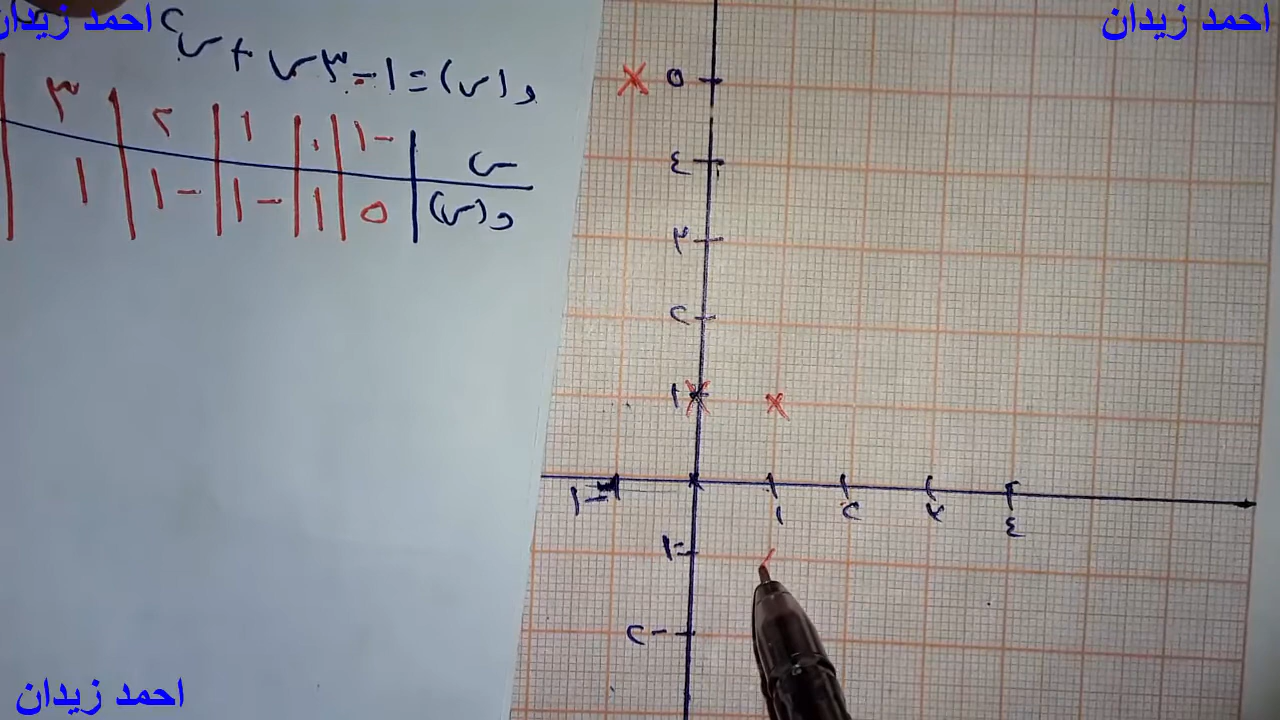 احمد زيدان
احمد زيدان
د(س) = ١ - ٣س + س٢
س | -١ | ٠ | ١ | ٢ | ٣
د(س) | ٥ | ١ | -١ | -١ | ١
٥
٤
٣
٢
١
-١ ١ ٢ ٣ ٤
-١
-٢
احمد زيدان